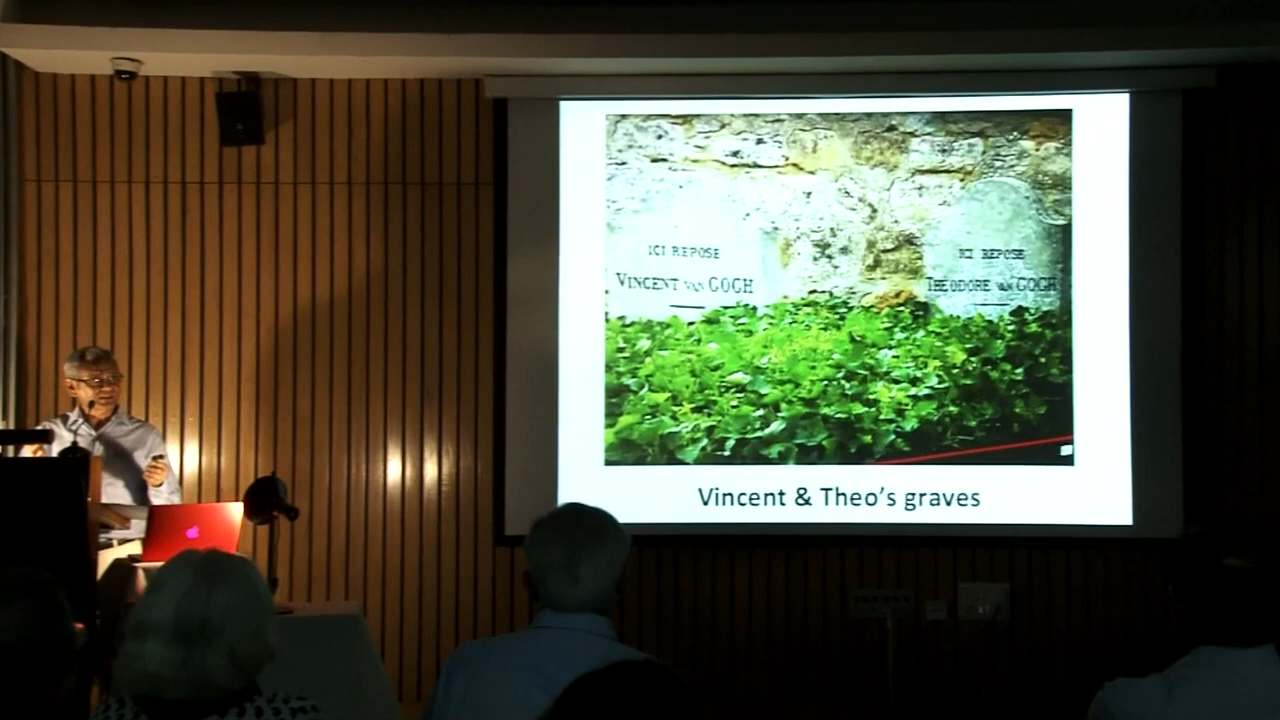 ICI REPOSE
VINCENT VAN GOGH
ICI REPOSE
THEODORE VAN GOGH
Vincent & Theo's graves